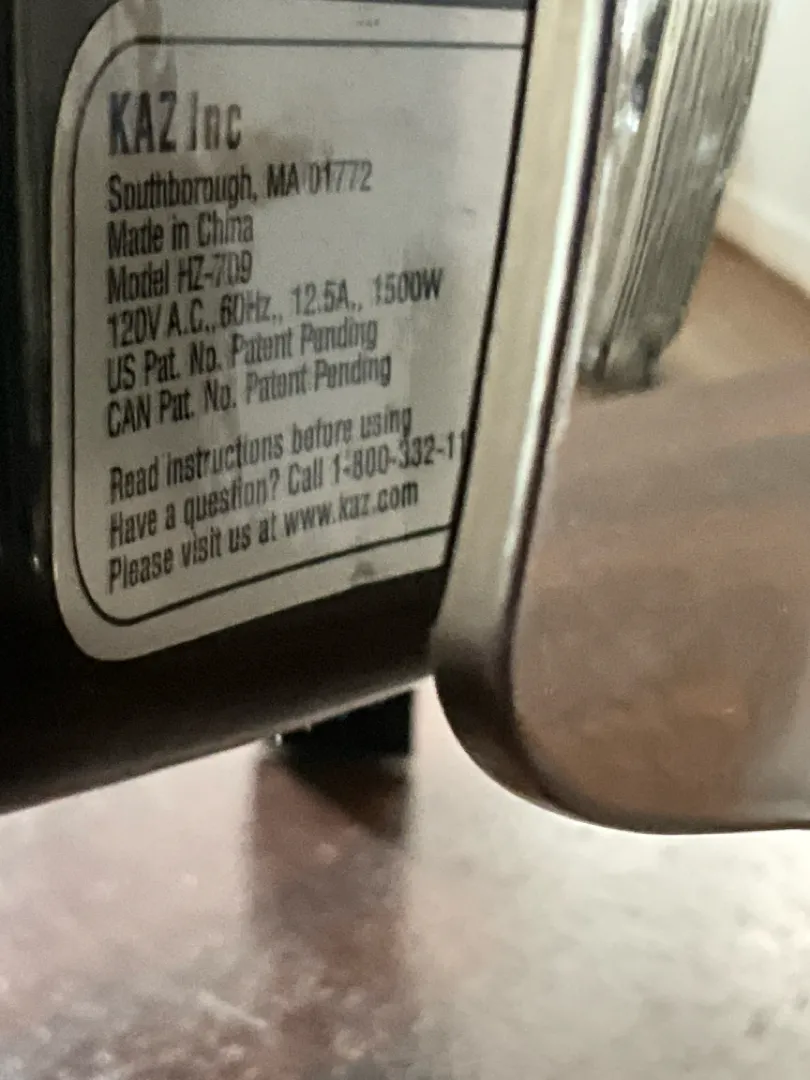 KAZ Inc
Southborough, MA 01772
Made in China
Model HZ-709
120V A.C., 60Hz., 12.5A., 1500W
US Pat. No. Patent Pending
CAN Pat. No. Patent Pending
Read instructions before using
Have a question? Call 1-800-332-11
Please visit us at www.kaz.com